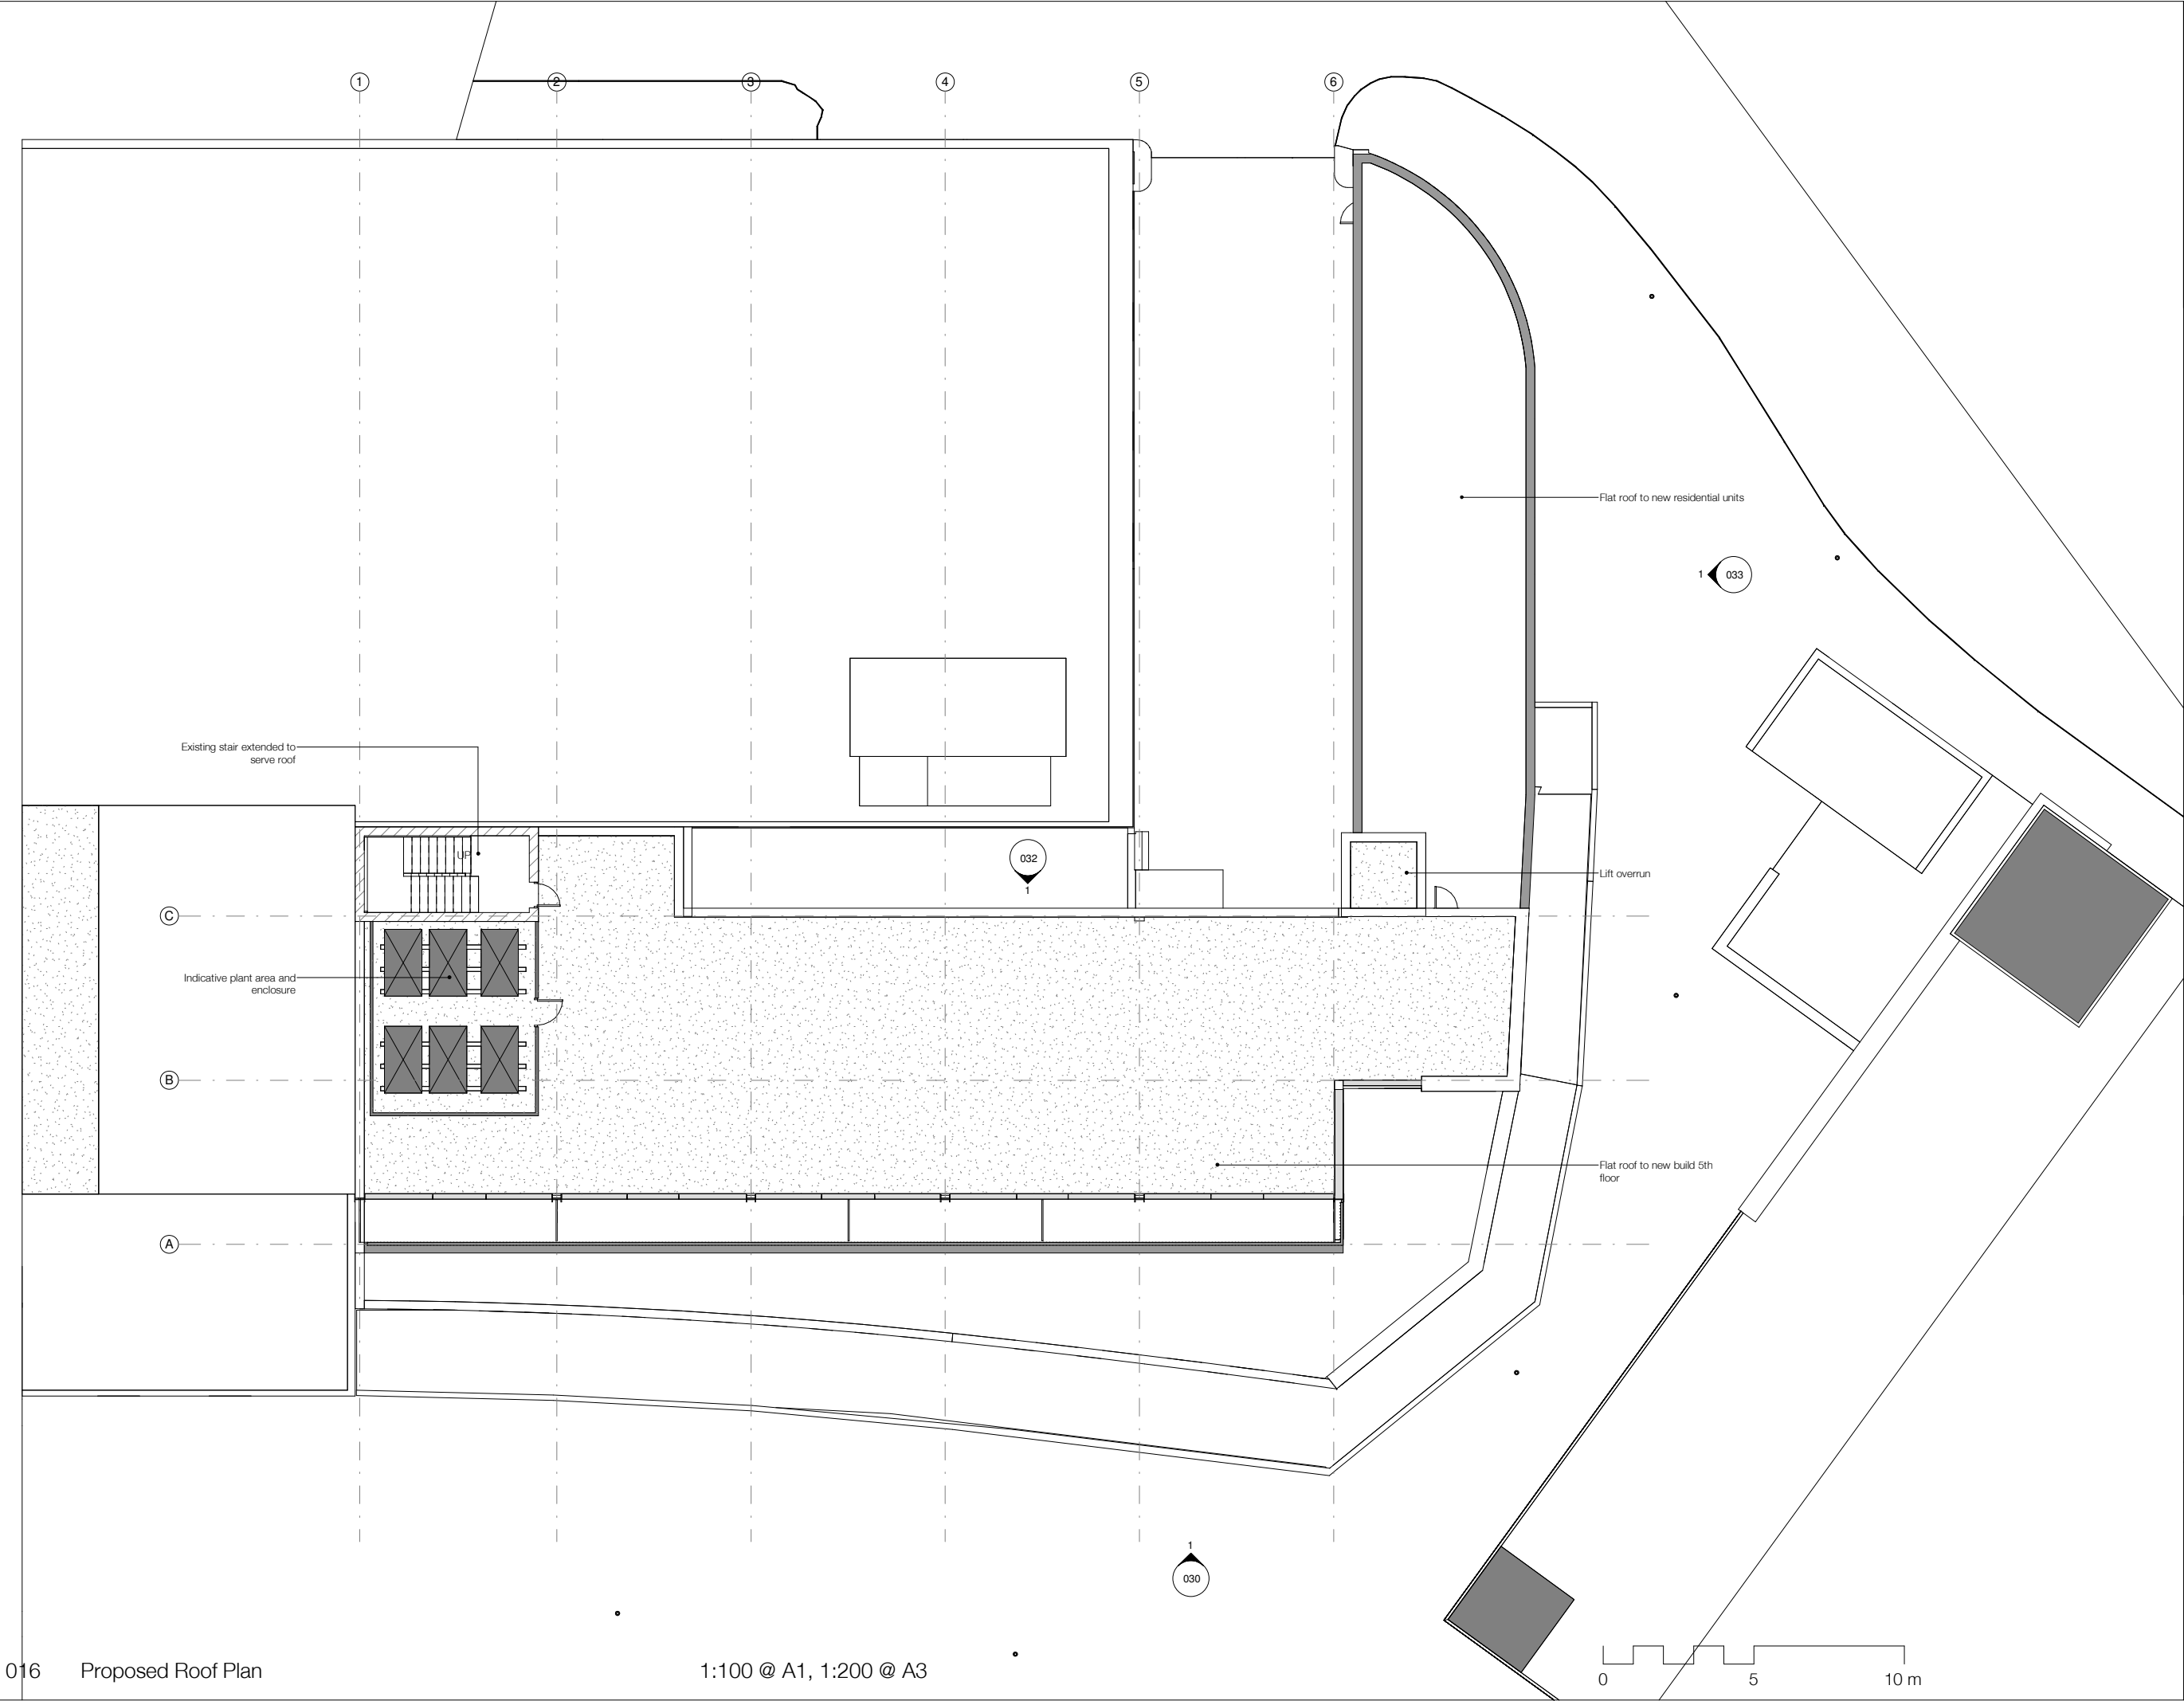 1
2
3
4
5
6
Flat roof to new residential units
1
033
Existing stair extended to
serve roof
UP
032
1
Lift overrun
C
Indicative plant area and
enclosure
B
Flat roof to new build 5th
floor
A
1
030
016
Proposed Roof Plan
1:100 @ A1, 1:200 @ A3
0
5
10 m